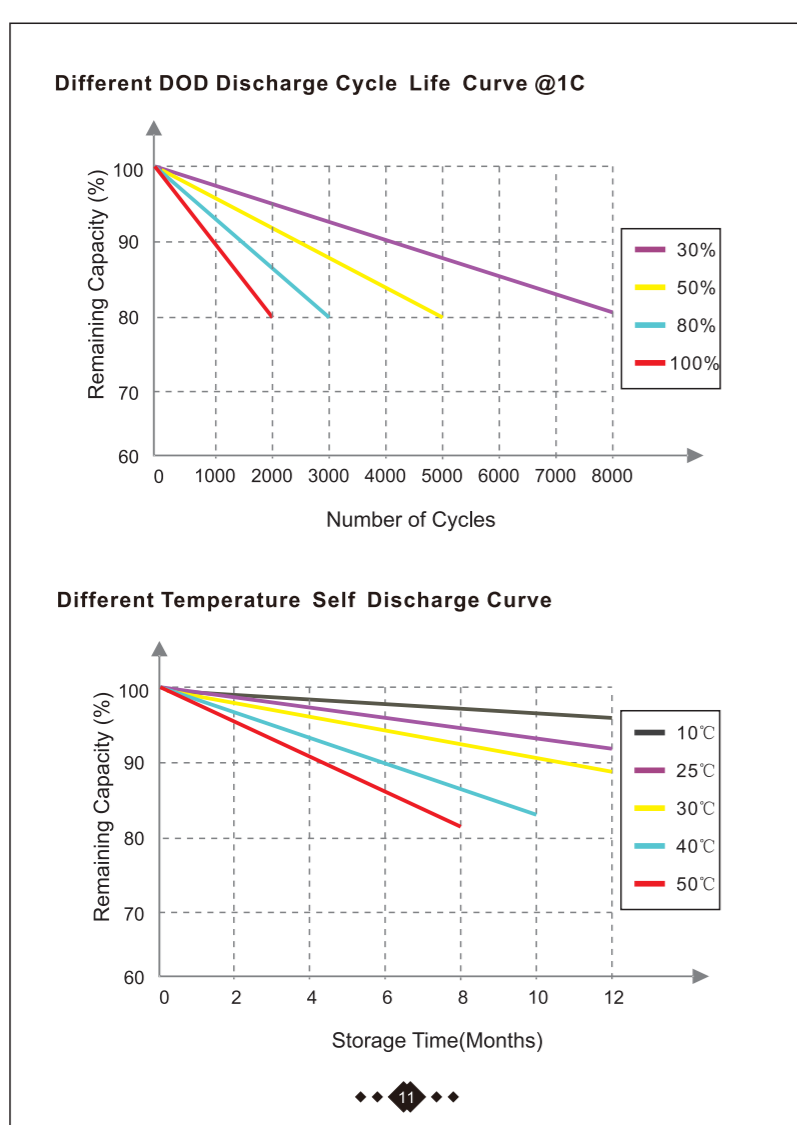 Different DOD Discharge Cycle Life Curve @1C
Remaining Capacity (%)
100
90
80
70
60
0 1000 2000 3000 4000 5000 6000 7000 8000
Number of Cycles
30%
50%
80%
100%
Different Temperature Self Discharge Curve
Remaining Capacity (%)
100
90
80
70
60
0 2 4 6 8 10 12
Storage Time(Months)
10℃
25℃
30℃
40℃
50℃
11